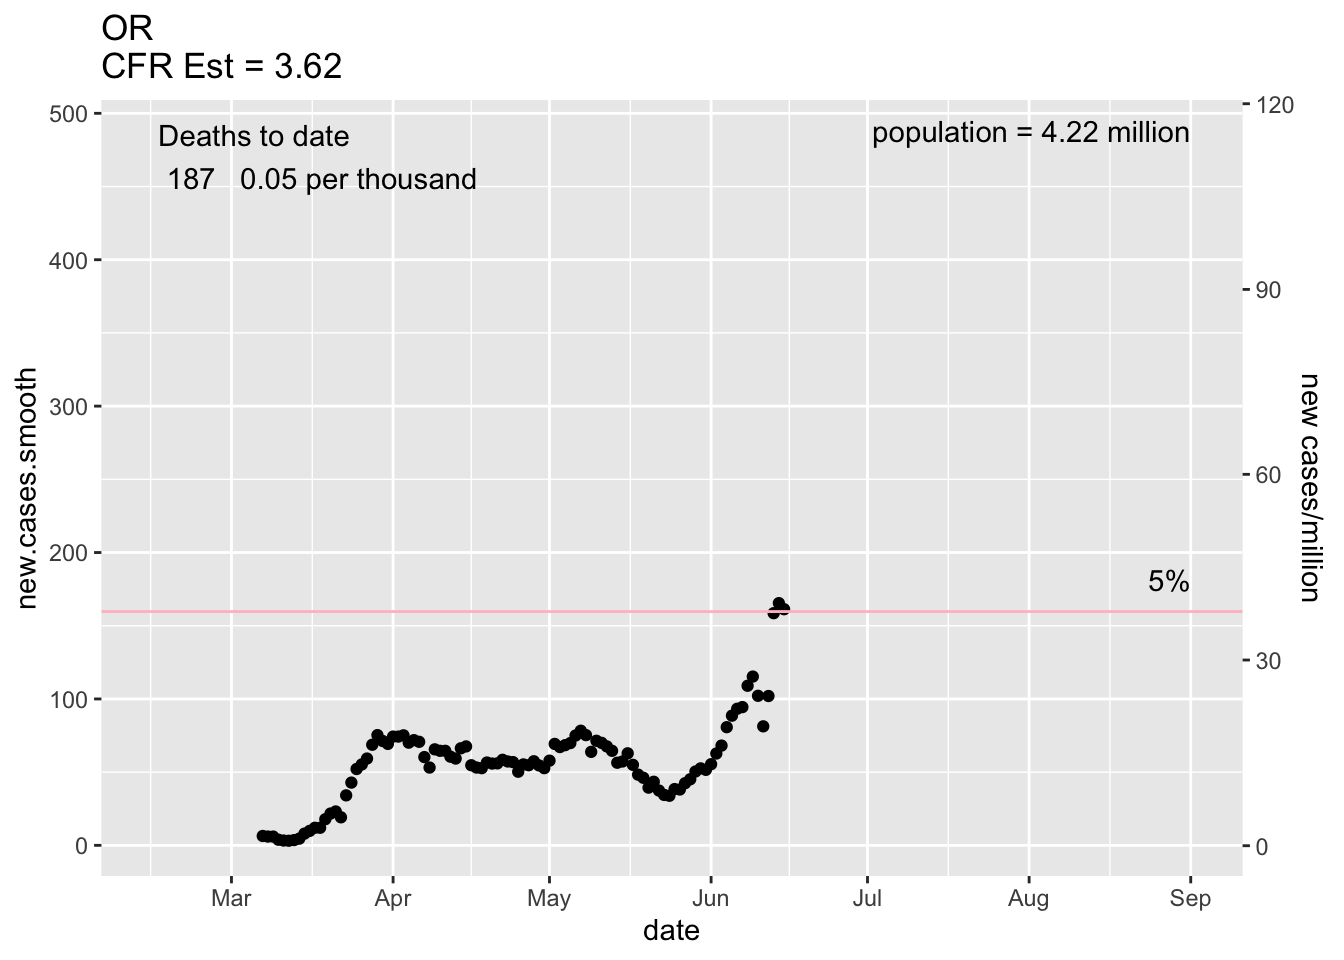 OR
CFR Est = 3.62
Deaths to date
187 0.05 per thousand
population = 4.22 million
5%
new.cases.smooth
500
400
300
200
100
0
new cases/million
120
90
60
30
0
Mar Apr May Jun Jul Aug Sep
date